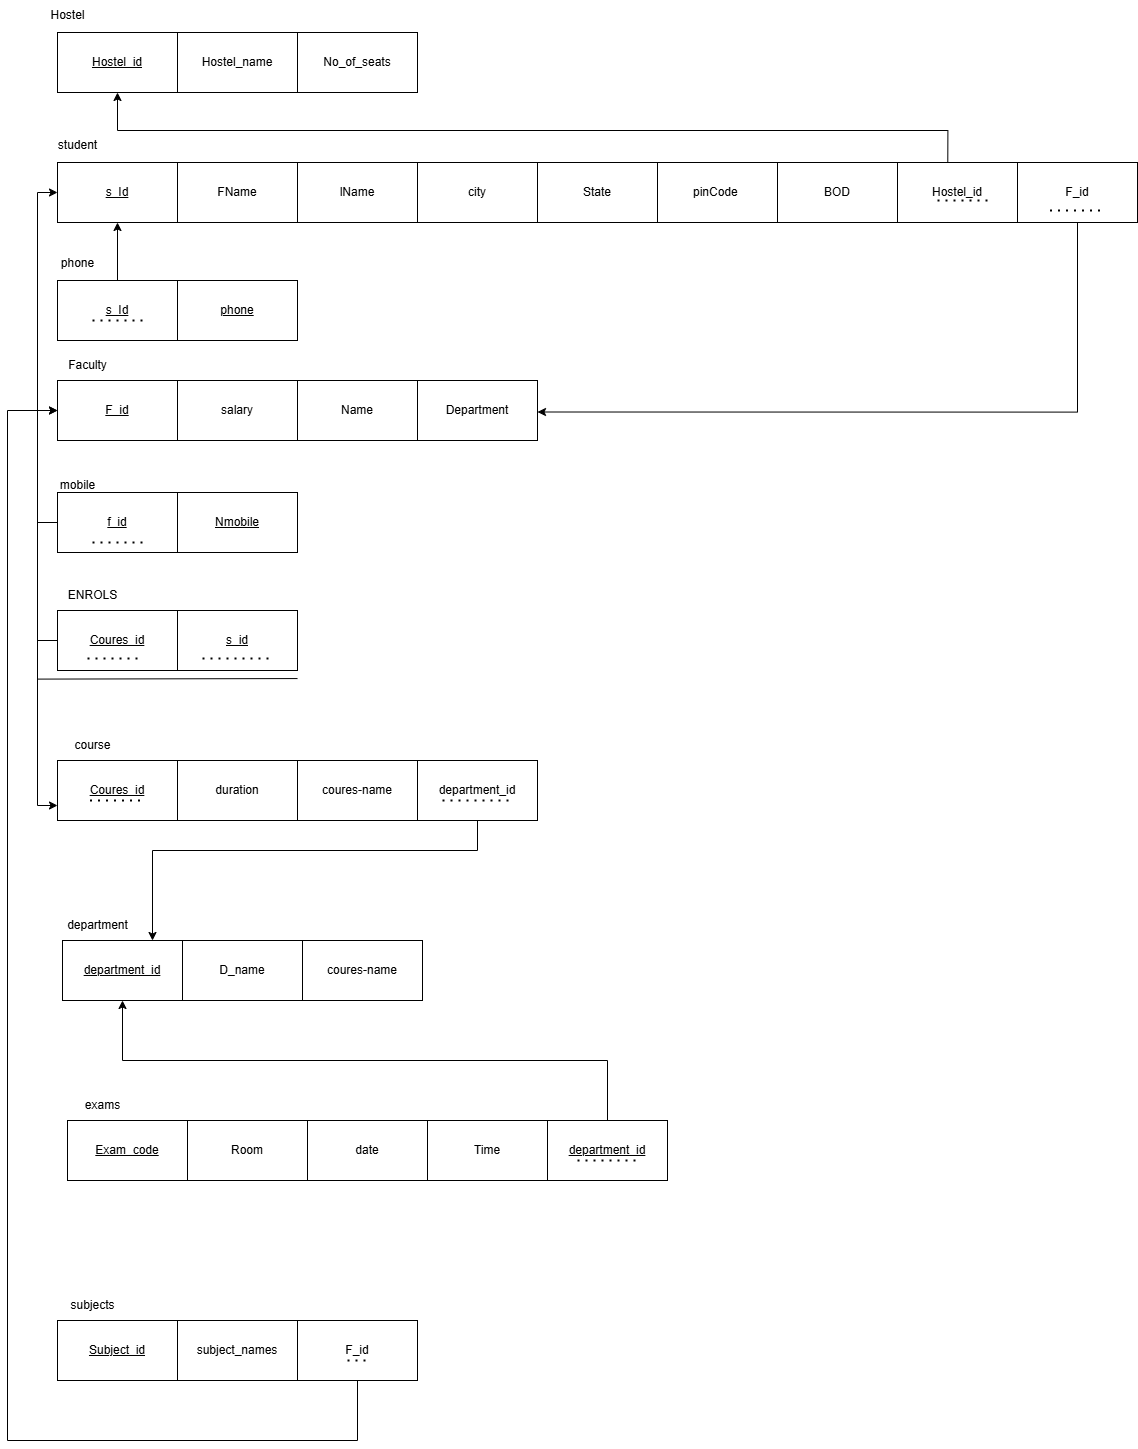 Hostel
Hostel_id Hostel_name No_of_seats
student
s_Id FName lName city State pinCode BOD Hostel_id F_id
phone
s_Id phone
Faculty
F_id salary Name Department
mobile
f_id Nmobile
ENROLS
Coures_id s_id
course
Coures_id duration coures-name department_id
department
department_id D_name coures-name
exams
Exam_code Room date Time department_id
subjects
Subject_id subject_names F_id